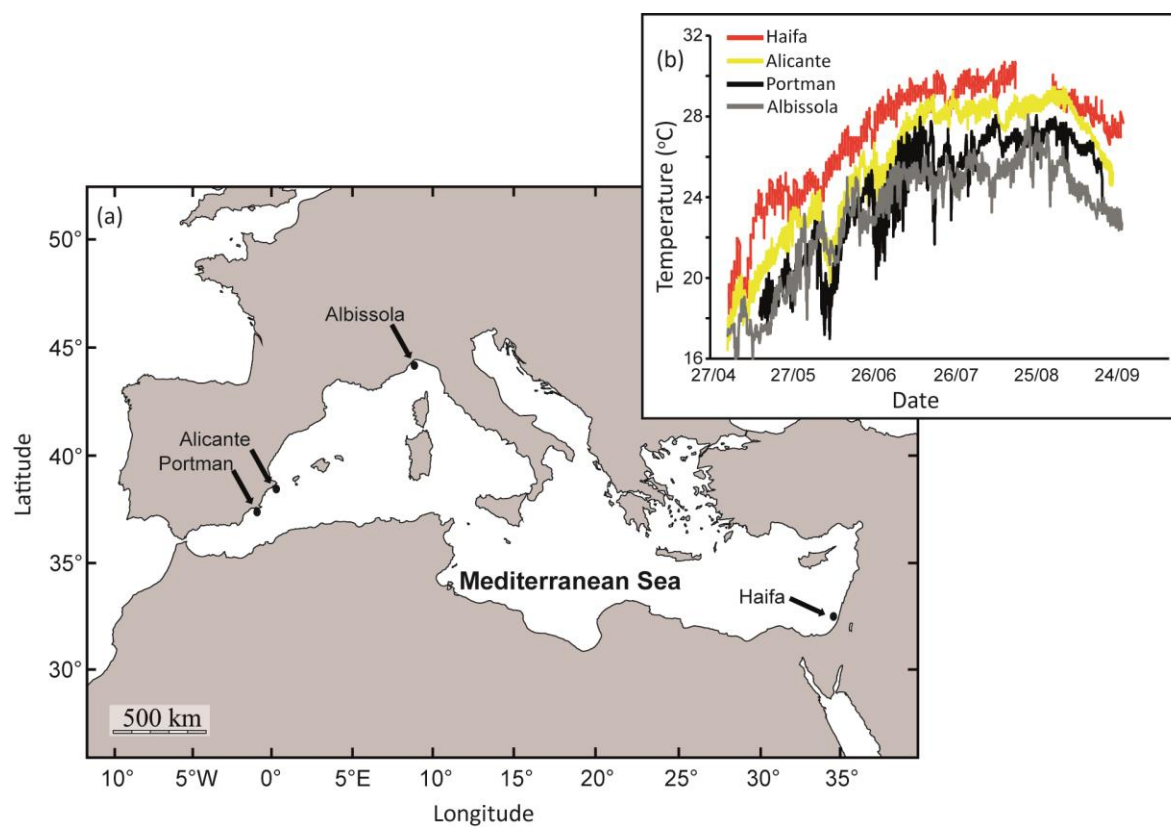 (b)
Haifa
Alicante
Portman
Albissola
32
28
24
20
16
Temperature (ºC)
27/04 27/05 26/06 26/07 25/08 24/09
Date
(a)
50°
45°
40°
35°
30°
Latitude
Albissola
Alicante
Portman
Mediterranean Sea
Haifa
500 km
10° 5°W 0° 5°E 10° 15° 20° 25° 30° 35°
Longitude